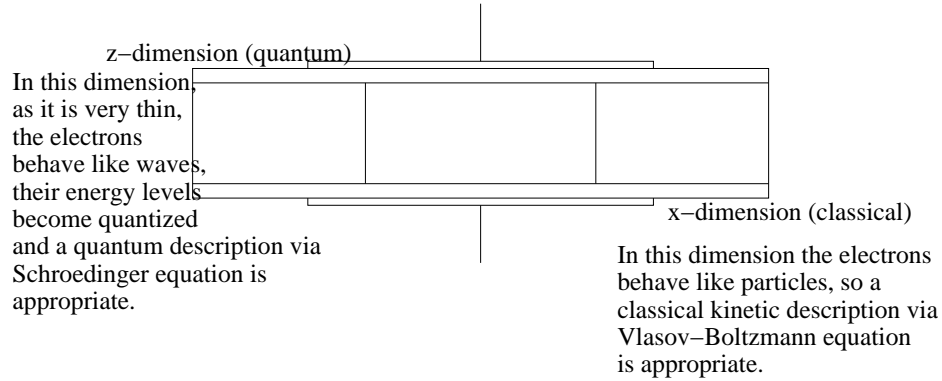 z−dimension (quantum)
In this dimension,
as it is very thin,
the electrons
behave like waves,
their energy levels
become quantized
and a quantum description via
Schroedinger equation is
appropriate.
x−dimension (classical)
In this dimension the electrons
behave like particles, so a
classical kinetic description via
Vlasov−Boltzmann equation
is appropriate.